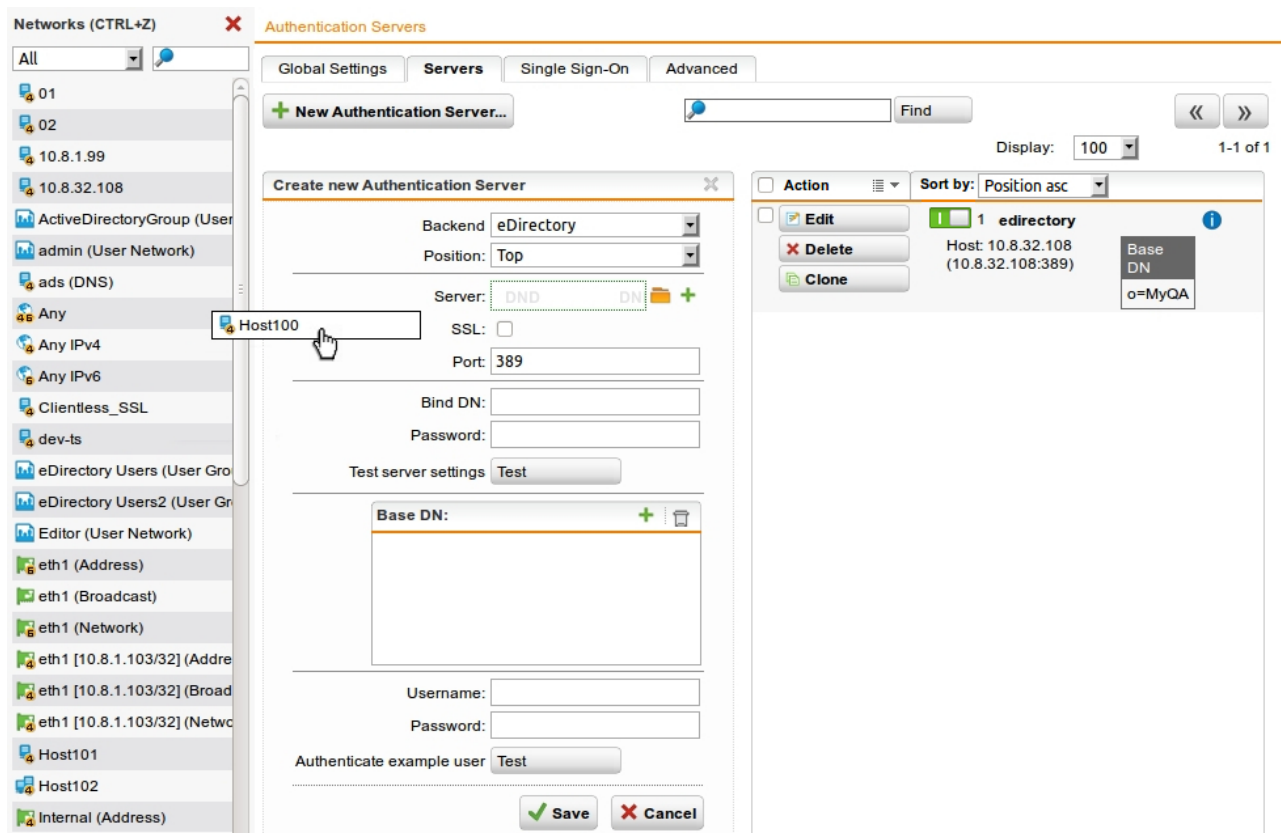 Networks (CTRL+Z)
All
01
02
10.8.1.99
10.8.32.108
ActiveDirectoryGroup (User
admin (User Network)
ads (DNS)
Any
Any IPv4
Any IPv6
Clientless_SSL
dev-ts
eDirectory Users (User Gro
eDirectory Users2 (User Gr
Editor (User Network)
eth1 (Address)
eth1 (Broadcast)
eth1 (Network)
eth1 [10.8.1.103/32] (Addre
eth1 [10.8.1.103/32] (Broad
eth1 [10.8.1.103/32] (Netwo
Host101
Host102
Internal (Address)
Host100
Authentication Servers
Global Settings Servers Single Sign-On Advanced
New Authentication Server...
Find
« »
Display: 100 1-1 of 1
Create new Authentication Server
Backend eDirectory
Position: Top
Server: DND DN
SSL:
Port: 389
Bind DN:
Password:
Test server settings Test
Base DN:
Username:
Password:
Authenticate example user Test
Save Cancel
Action Sort by: Position asc
Edit
Delete
Clone
1 edirectory
Host: 10.8.32.108
(10.8.32.108:389)
Base
DN
o=MyQA